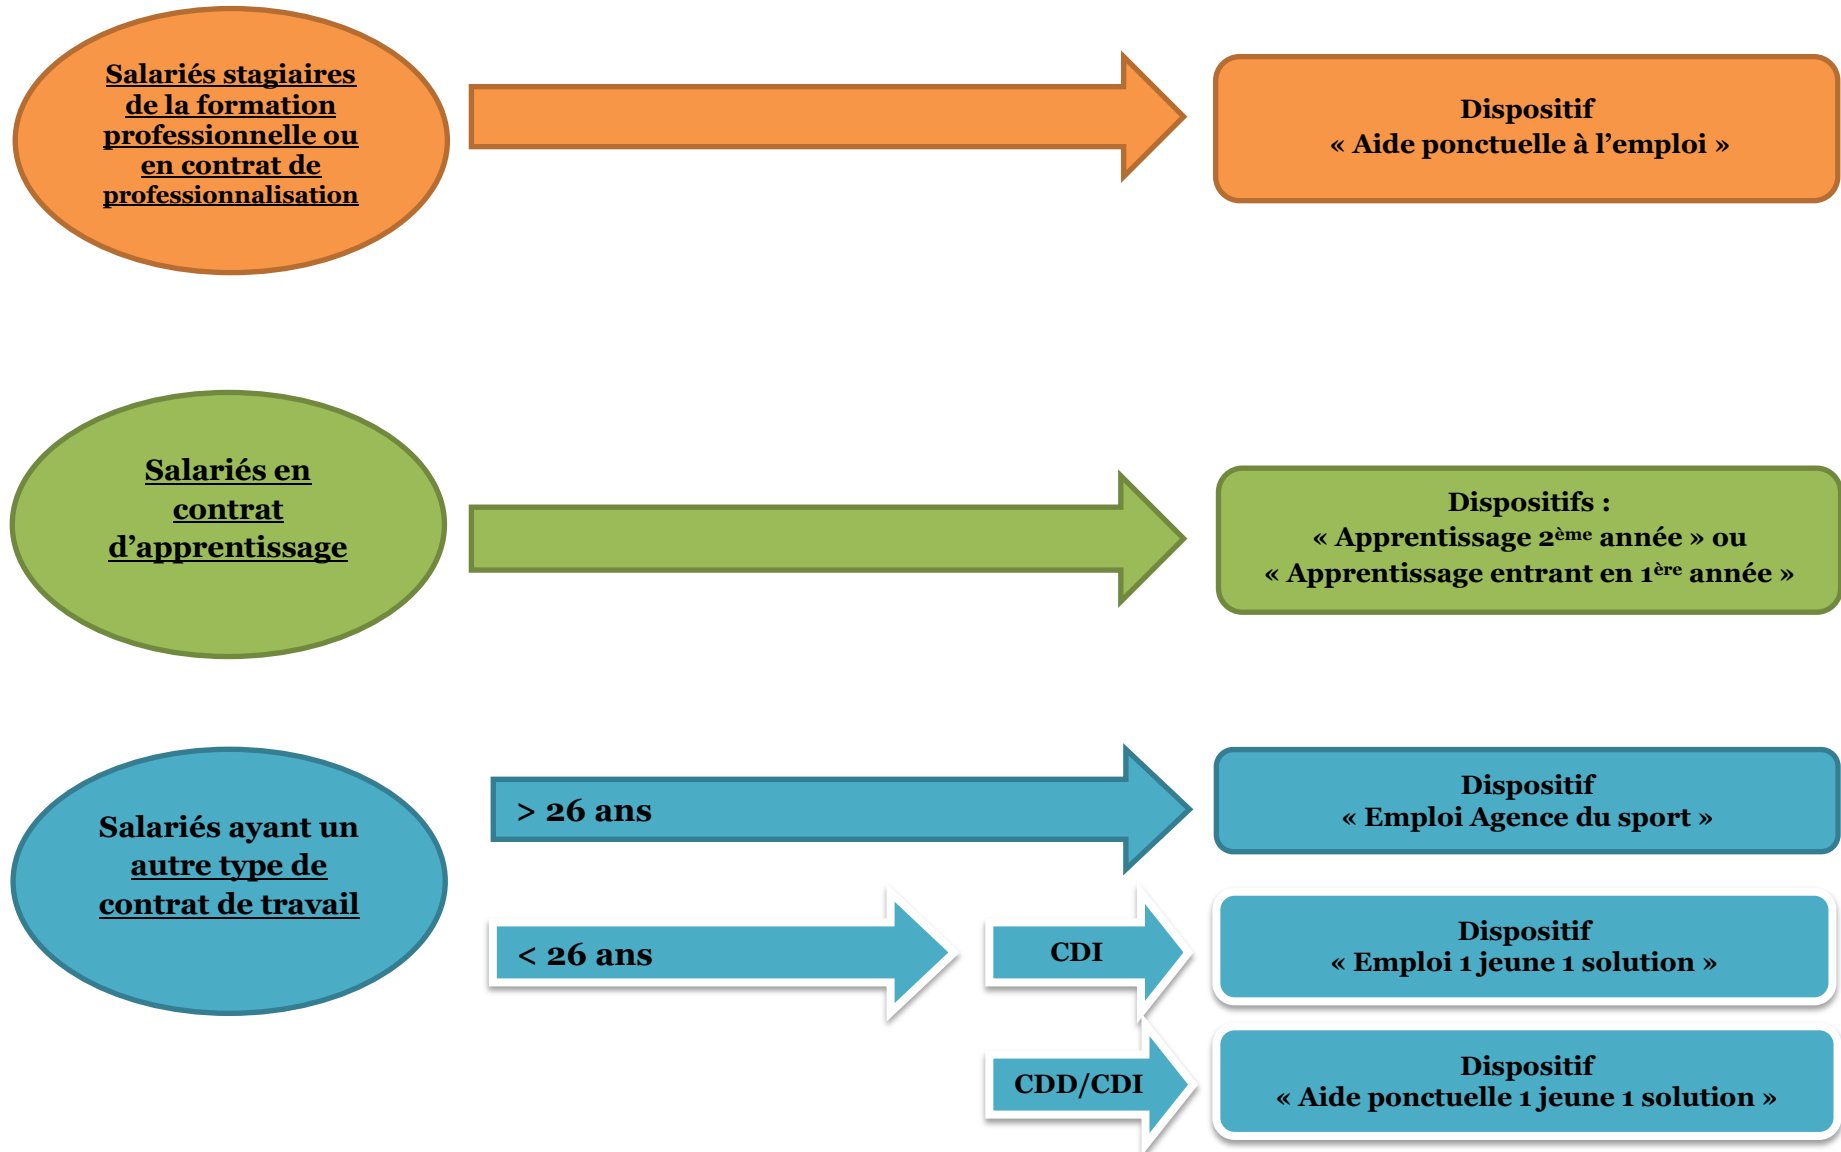 Salariés stagiaires
de la formation
professionnelle ou
en contrat de
professionnalisation
Dispositif
« Aide ponctuelle à l’emploi »
Salariés en
contrat
d’apprentissage
Dispositifs :
« Apprentissage 2ème année » ou
« Apprentissage entrant en 1ère année »
Salariés ayant un
autre type de
contrat de travail
> 26 ans
Dispositif
« Emploi Agence du sport »
< 26 ans
CDI
Dispositif
« Emploi 1 jeune 1 solution »
CDD/CDI
Dispositif
« Aide ponctuelle 1 jeune 1 solution »